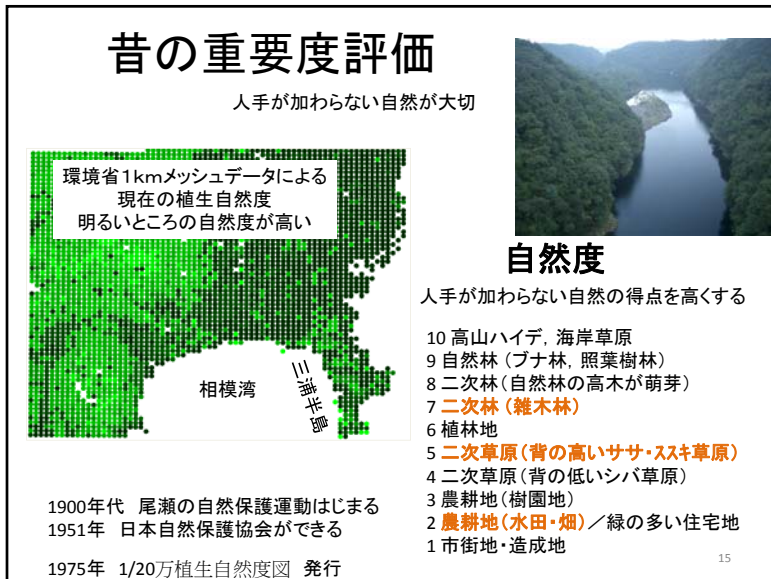 昔の重要度評価
人手が加わらない自然が大切
環境省1kmメッシュデータによる
現在の植生自然度
明るいところの自然度が高い
相模湾
三浦半島
1900年代 尾瀬の自然保護運動はじまる
1951年 日本自然保護協会ができる
1975年 1/20万植生自然度図 発行
自然度
人手が加わらない自然の得点を高くする
10 高山ハイデ, 海岸草原
9 自然林 (ブナ林, 照葉樹林)
8 二次林 (自然林の高木が萌芽)
7 二次林 (雑木林)
6 植林地
5 二次草原 (背の高いササ・ススキ草原)
4 二次草原 (背の低いシバ草原)
3 農耕地 (樹園地)
2 農耕地 (水田・畑) ／緑の多い住宅地
1 市街地・造成地
15